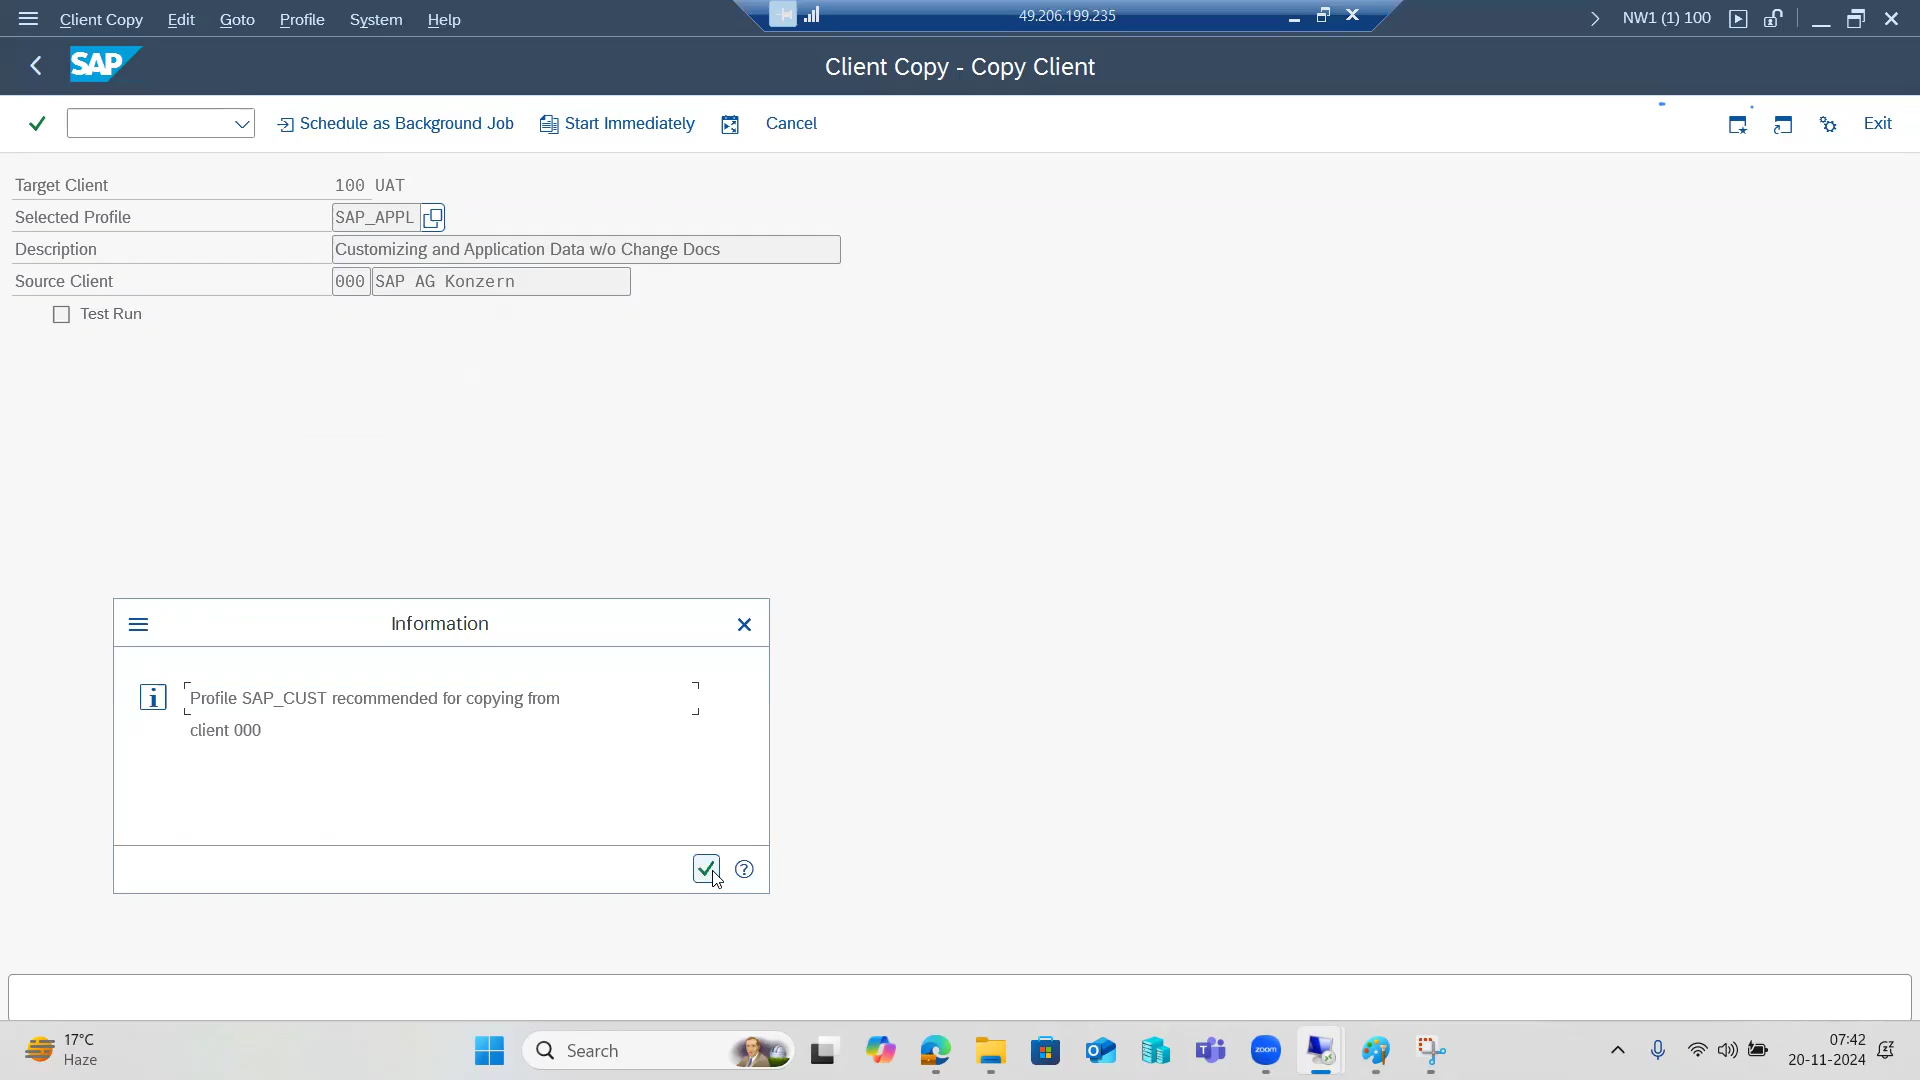 Client Copy Edit Goto Profile System Help
49.206.199.235
NW1 (1) 100
SAP
Client Copy - Copy Client
Schedule as Background Job Start Immediately Cancel Exit
Target Client 100 UAT
Selected Profile SAP_APPL
Description Customizing and Application Data w/o Change Docs
Source Client 000 SAP AG Konzern
Test Run
Information
i Profile SAP_CUST recommended for copying from
client 000
17°C
Haze
Search
zoom
07:42
20-11-2024